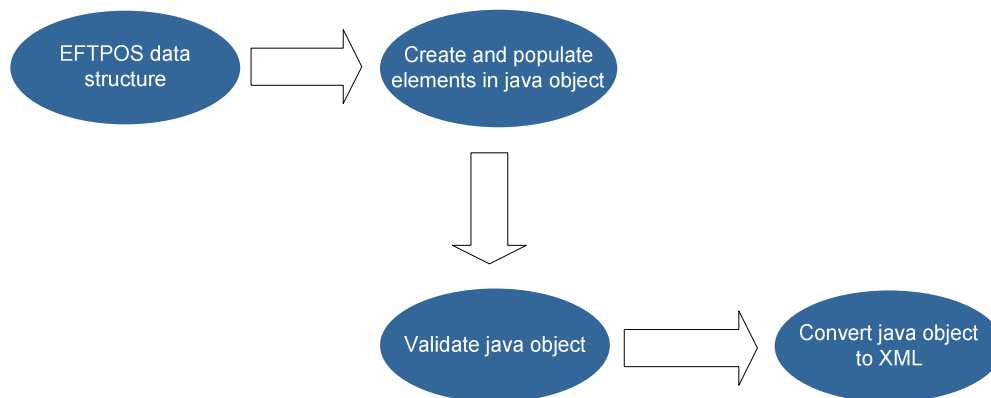 EFTPOS data
structure
Create and populate
elements in java object
Validate java object
Convert java object
to XML